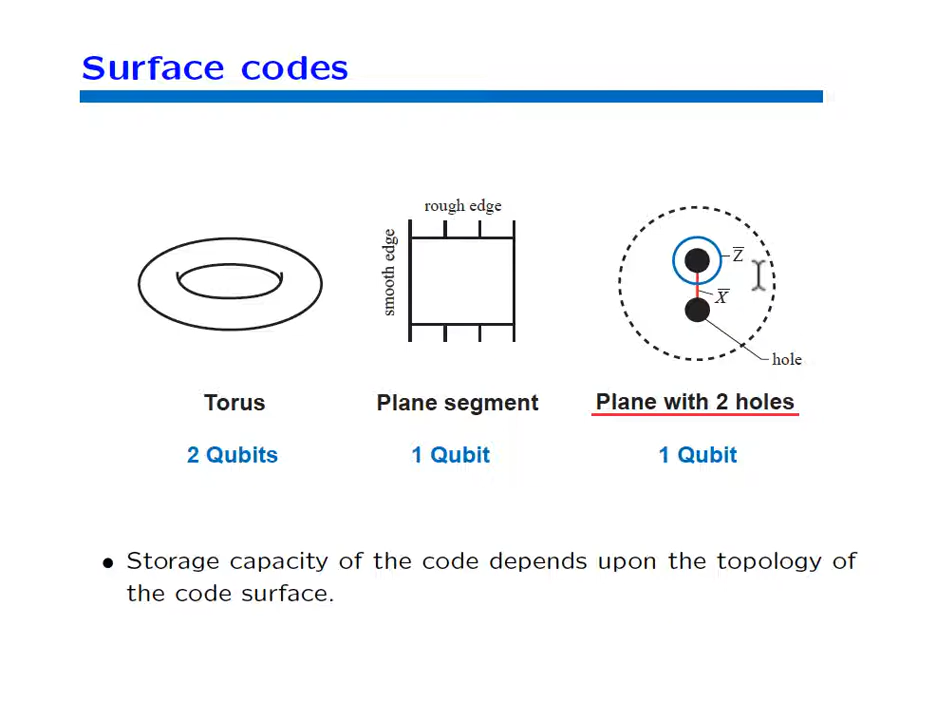 Surface codes
rough edge
smooth edge
Z̅
X̅
hole
Torus
Plane segment
Plane with 2 holes
2 Qubits
1 Qubit
1 Qubit
• Storage capacity of the code depends upon the topology of
the code surface.